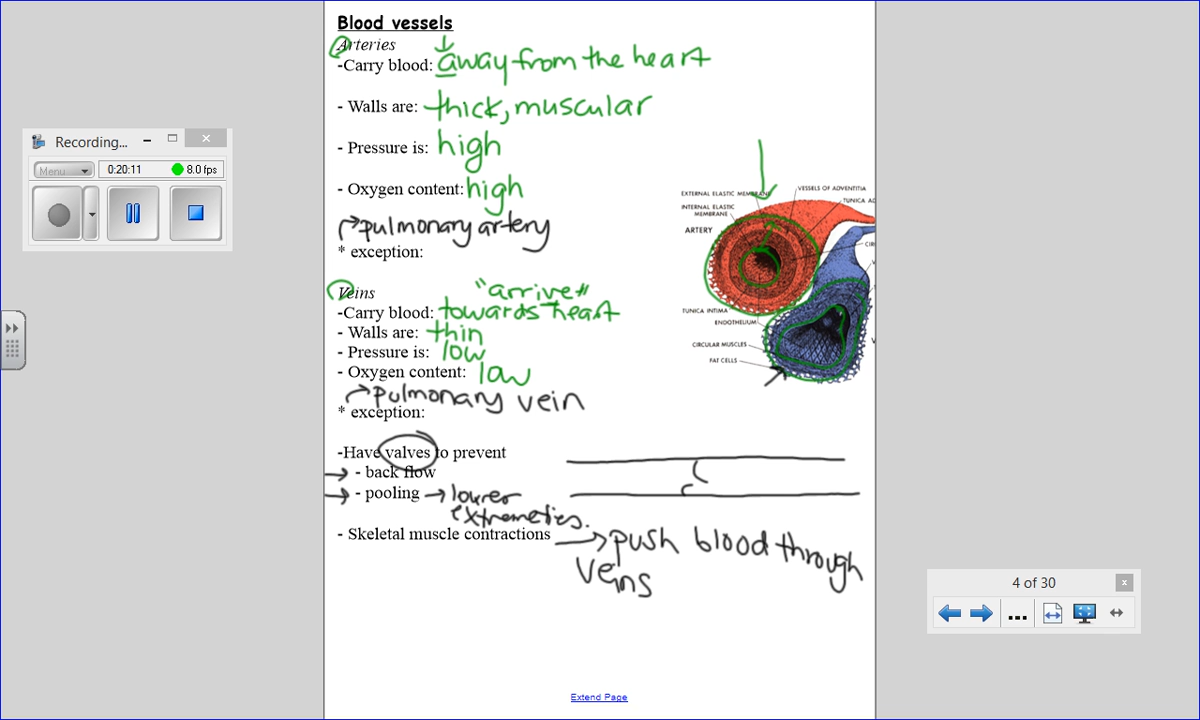 Blood vessels
Arteries
-Carry blood: away from the heart
- Walls are: thick, muscular
- Pressure is: high
- Oxygen content: high
pulmonary artery
* exception:
Veins
"arrive"
-Carry blood: towards heart
- Walls are: thin
- Pressure is: low
- Oxygen content: low
pulmonary vein
* exception:
-Have valves to prevent
- back flow
- pooling → lower
extremeties.
- Skeletal muscle contractions → push blood through
veins
EXTERNAL ELASTIC MEMBRANE
VESSELS OF ADVENTITIA
INTERNAL ELASTIC
MEMBRANE
TUNICA AD
ARTERY
CIR
V
TUNICA INTIMA
ENDOTHELIUM
CIRCULAR MUSCLES
V
FAT CELLS
Extend Page
Recording...
Menu
0:20:11
8.0 fps
4 of 30